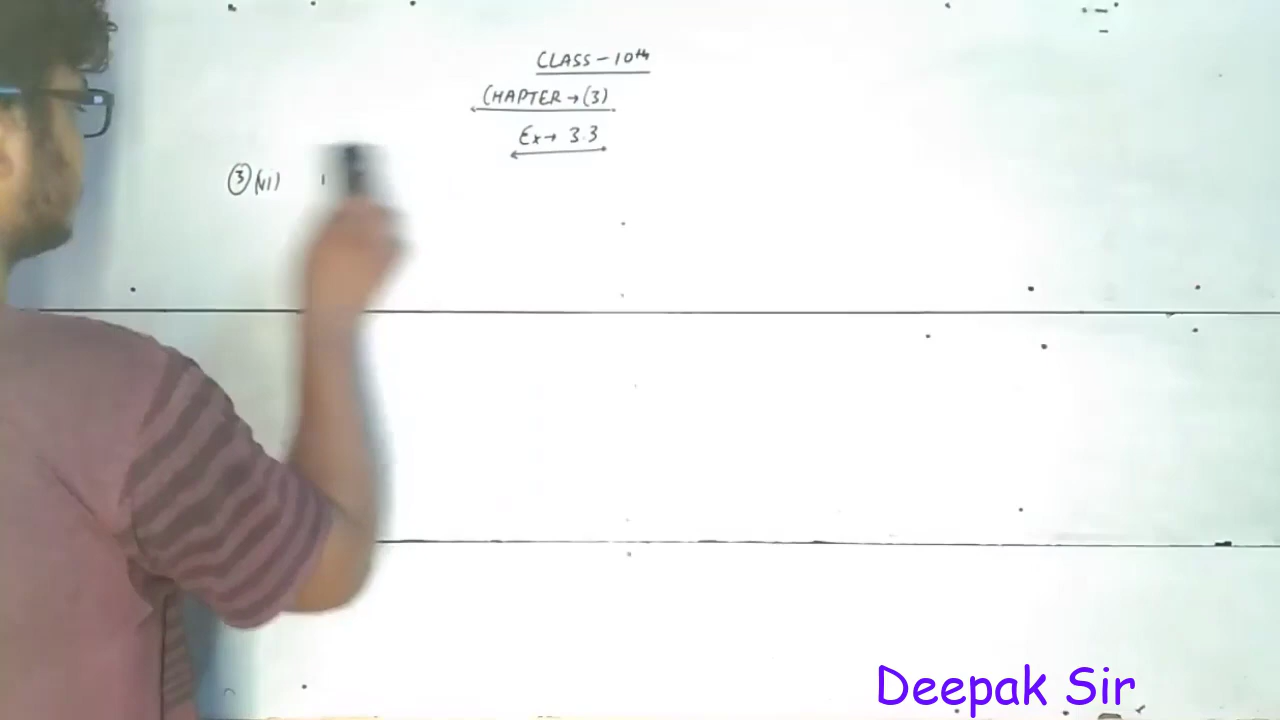 CLASS - 10th
CHAPTER → (3)
Ex → 3.3
③ (VI)
Deepak Sir